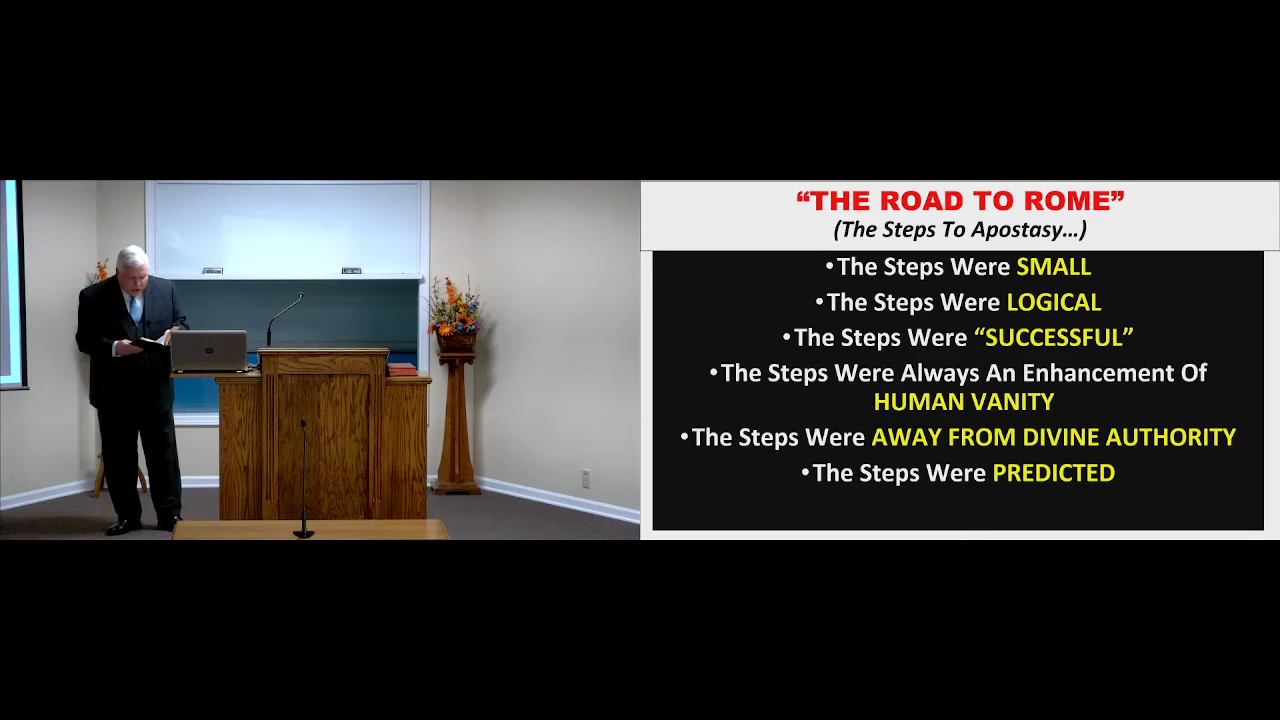 “THE ROAD TO ROME”
(The Steps To Apostasy…)
•The Steps Were SMALL
•The Steps Were LOGICAL
•The Steps Were “SUCCESSFUL”
•The Steps Were Always An Enhancement Of
HUMAN VANITY
•The Steps Were AWAY FROM DIVINE AUTHORITY
•The Steps Were PREDICTED